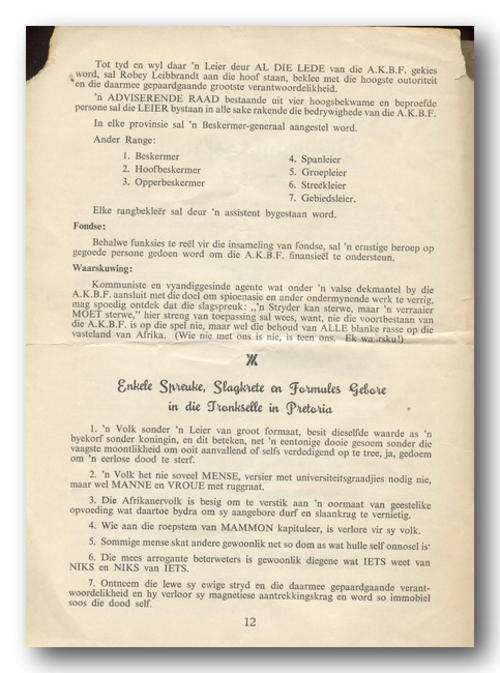 Tot tyd en wyl daar 'n Leier deur AL DIE LEDE van die A.K.B.F. gekies
word, sal Robey Leibbrandt aan die hoof staan, beklee met die hoogste outoriteit
en die daarmee gepaardgaande grootste verantwoordelikheid.
'n ADVISERENDE RAAD bestaande uit vier hoogsbekwame en beproefde
persone sal die LEIER bystaan in alle sake rakende die bedrywighede van die A.K.B.F.
In elke provinsie sal 'n Beskermer-generaal aangestel word.
Ander Range:
1. Beskermer
2. Hoofbeskermer
3. Opperbeskermer
4. Spanleier
5. Groepleier
6. Streekleier
7. Gebiedsleier.
Elke rangbekleër sal deur 'n assistent bygestaan word.
Fondse:
Behalwe funksies te reël vir die insameling van fondse, sal 'n ernstige beroep op
gegoede persone gedoen word om die A.K.B.F. finansieël te ondersteun.
Waarskuwing:
Kommuniste en vyandiggesinde agente wat onder 'n valse dekmantel by die
A.K.B.F. aansluit met die doel om spioenasie en ander ondermynende werk te verrig,
mag spoedig ontdek dat die slagspreuk: „'n Stryder kan sterwe, maar 'n verraaier
MOET sterwe," hier streng van toepassing sal wees, want, nie die voortbestaan van
die A.K.B.F. is op die spel nie, maar wel die behoud van ALLE blanke rasse op die
vasteland van Afrika. (Wie nie met ons is nie, is teen ons. Ek
Enkele Spreuke, Slagkrete en Formules Gebore
in die Tronkselle in Pretoria
1. 'n Volk sonder 'n Leier van groot formaat, besit dieselfde waarde as 'n
byekorf sonder koningin, en dit beteken, net 'n eentonige dooie gesoem sonder die
vaagste moontlikheid om ooit aanvallend of selfs verdedigend op te tree, ja, gedoem
om 'n eerlose dood te sterf.
2. 'n Volk het nie soveel MENSE, versier met universiteitsgraadjies nodig nie,
maar wel MANNE en VROUE met ruggraat.
3. Die Afrikanervolk is besig om te verstik aan 'n oormaat van geestelike
opvoeding wat daartoe bydra om sy aangebore durf en slaankrag te vernietig.
4. Wie aan die roepstem van MAMMON kapituleer, is verlore vir sy volk.
5. Sommige mense skat andere gewoonlik net so dom as wat hulle self onnosel is
6. Die mees arrogante beterweters is gewoonlik diegene wat IETS weet van
NIKS en NIKS van IETS.
7. Ontneem die lewe sy ewige stryd en die daarmee gepaardgaande verant-
woordelikheid en hy verloor sy magnetiese aantrekkingskrag en word so immobiel
soos die dood self.
12